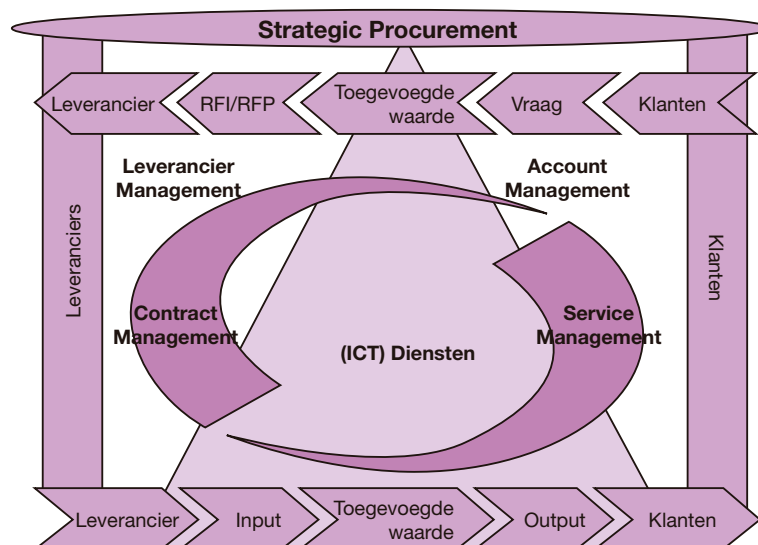 Strategic Procurement
Leverancier
RFI/RFP
Toegevoegde
waarde
Vraag
Klanten
Leverancier
Management
Account
Management
Leveranciers
Klanten
Contract
Management
Service
Management
(ICT) Diensten
Leverancier
Input
Toegevoegde
waarde
Output
Klanten